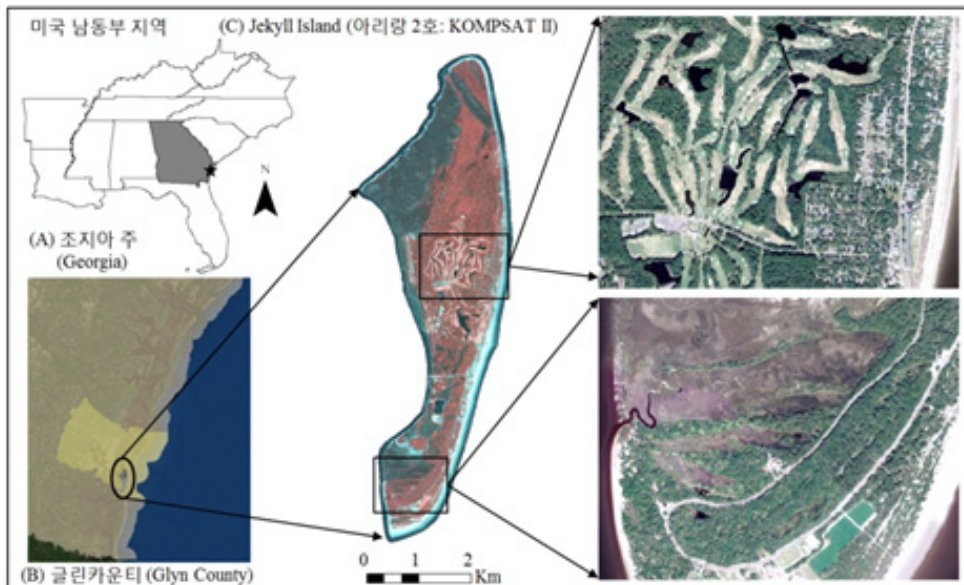 미국 남동부 지역
(C) Jekyll Island (아리랑 2호: KOMPSAT II)
N
(A) 조지아 주
(Georgia)
(B) 글린카운티 (Glyn County)
0 1 2
Km